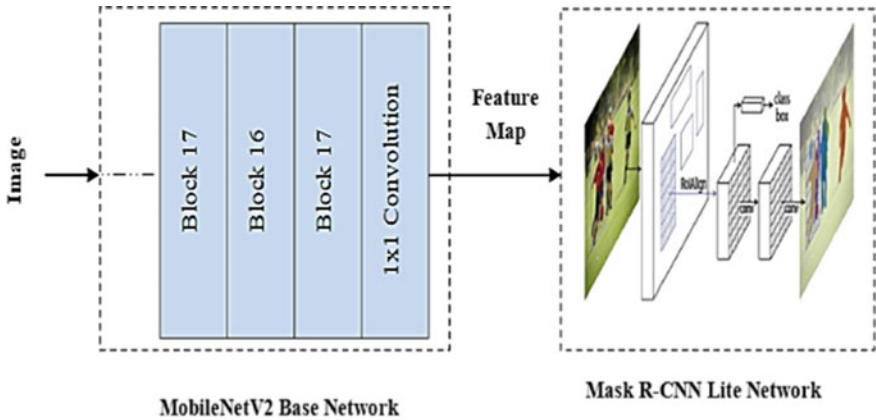 Image
Block 17
Block 16
Block 17
1x1 Convolution
Feature
Map
RoIAlign
class
box
conv
conv
MobileNetV2 Base Network
Mask R-CNN Lite Network